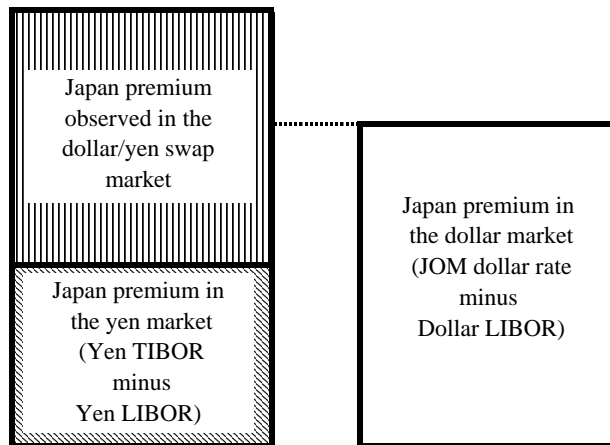 Japan premium
observed in the
dollar/yen swap
market
Japan premium in
the yen market
(Yen TIBOR
minus
Yen LIBOR)
Japan premium in
the dollar market
(JOM dollar rate
minus
Dollar LIBOR)